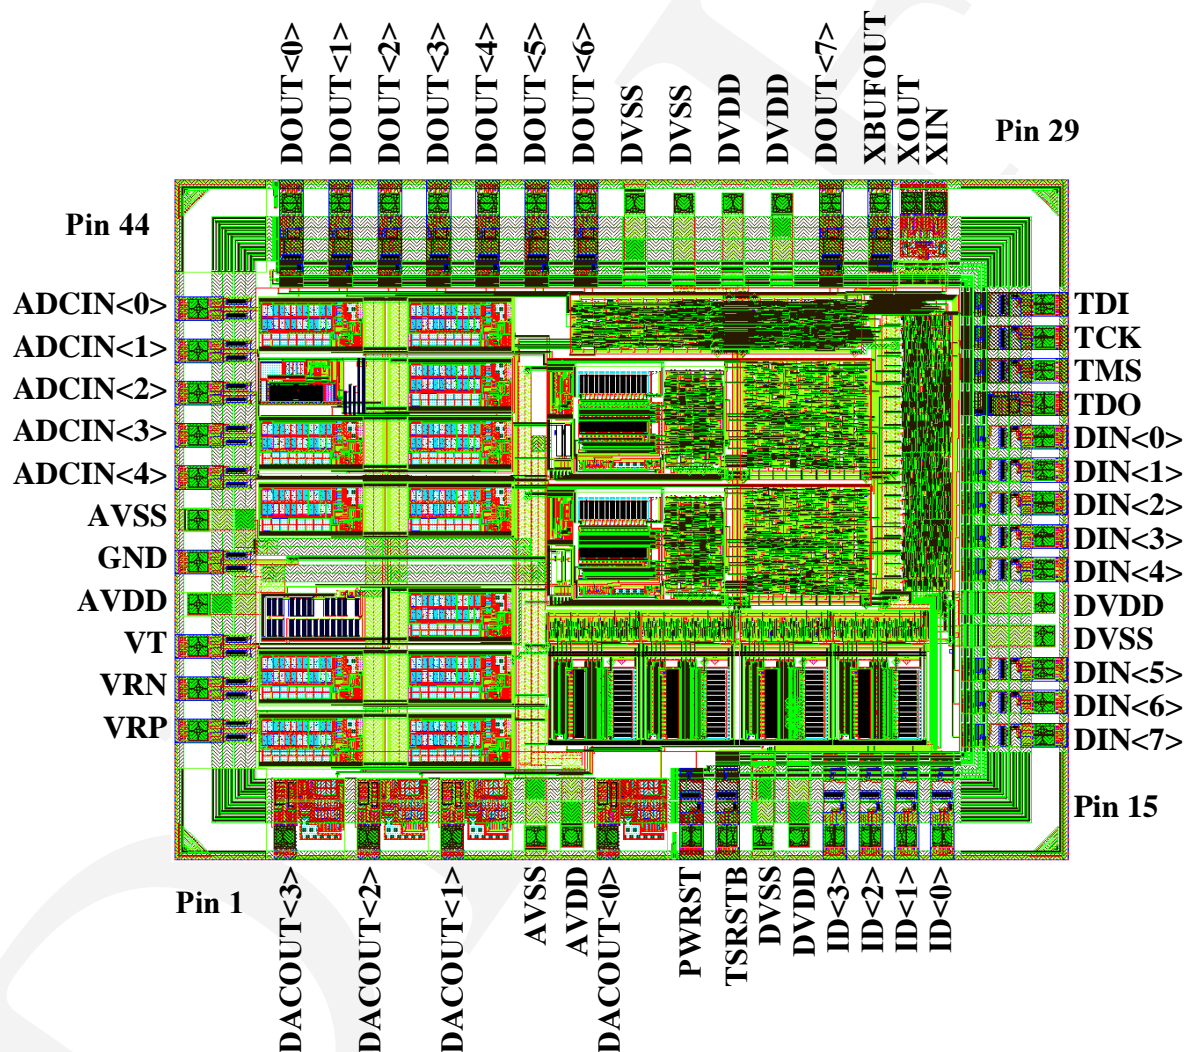 DOUT<0>
DOUT<1>
DOUT<2>
DOUT<3>
DOUT<4>
DOUT<5>
DOUT<6>
DVSS
DVSS
DVDD
DVDD
DOUT<7>
XBUFOUT
XOUT
XIN
Pin 29
Pin 44
ADCIN<0>
ADCIN<1>
ADCIN<2>
ADCIN<3>
ADCIN<4>
AVSS
GND
AVDD
VT
VRN
VRP
TDI
TCK
TMS
TDO
DIN<0>
DIN<1>
DIN<2>
DIN<3>
DIN<4>
DVDD
DVSS
DIN<5>
DIN<6>
DIN<7>
Pin 15
Pin 1
DACOUT<3>
DACOUT<2>
DACOUT<1>
AVSS
AVDD
DACOUT<0>
PWRST
TSRSTB
DVSS
DVDD
ID<3>
ID<2>
ID<1>
ID<0>